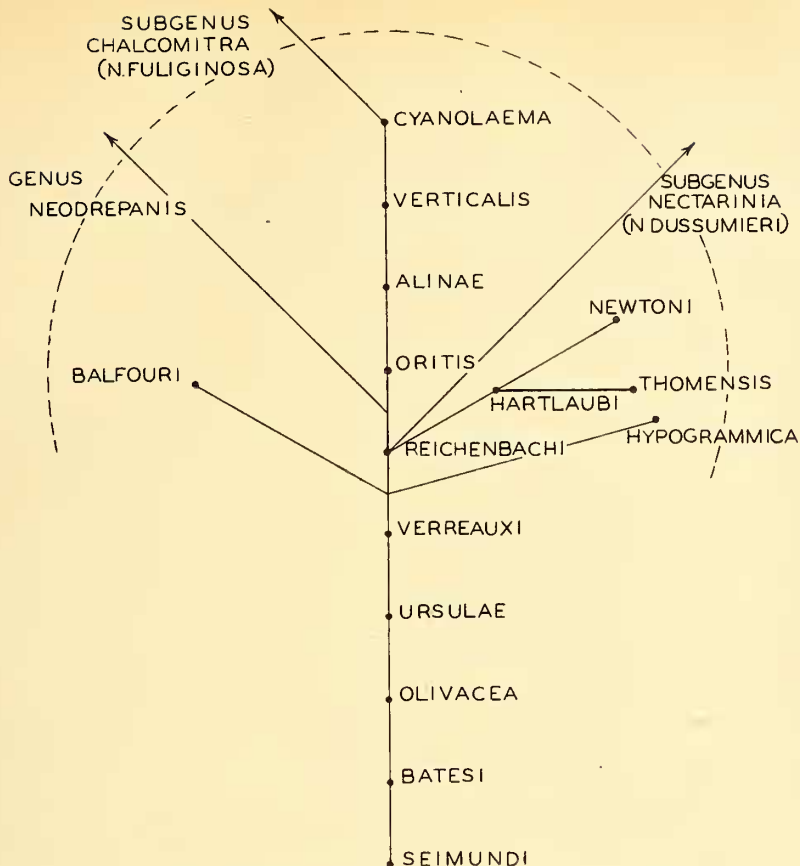 SUBGENUS
CHALCOMITRA
(N.FULIGINOSA)
CYANOLAEMA
GENUS
NEODREPANIS
VERTICALIS
SUBGENUS
NECTARINIA
(N DUSSUMIERI)
ALINAE
NEWTONI
ORITIS
BALFOURI
THOMENSIS
HARTLAUBI
HYPOGRAMMICA
REICHENBACHI
VERREAUXI
URSULAE
OLIVACEA
BATESI
SEIMUNDI